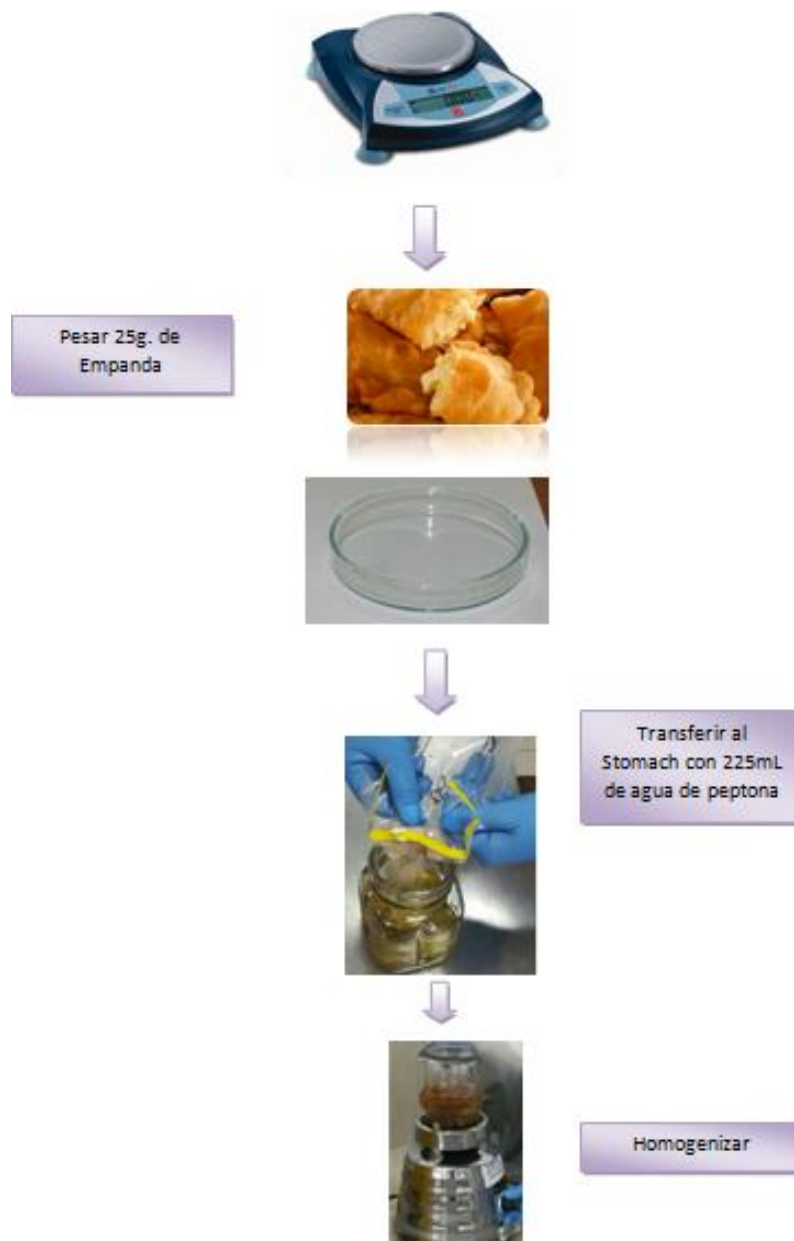 Pesar 25g. de
Empanda
Transferir al
Stomach con 225mL
de agua de peptona
Homogenizar